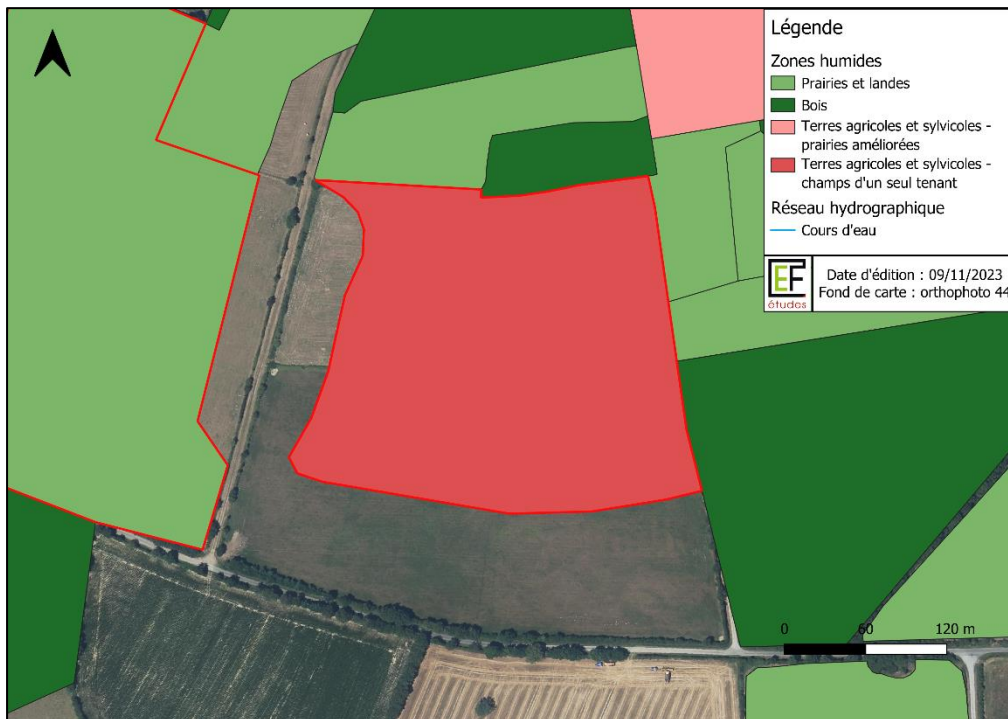 Légende
Zones humides
Prairies et landes
Bois
Terres agricoles et sylvicoles -
prairies améliorées
Terres agricoles et sylvicoles -
champs d'un seul tenant
Réseau hydrographique
Cours d'eau
EF
études
Date d'édition : 09/11/2023
Fond de carte : orthophoto 44
0 60 120 m